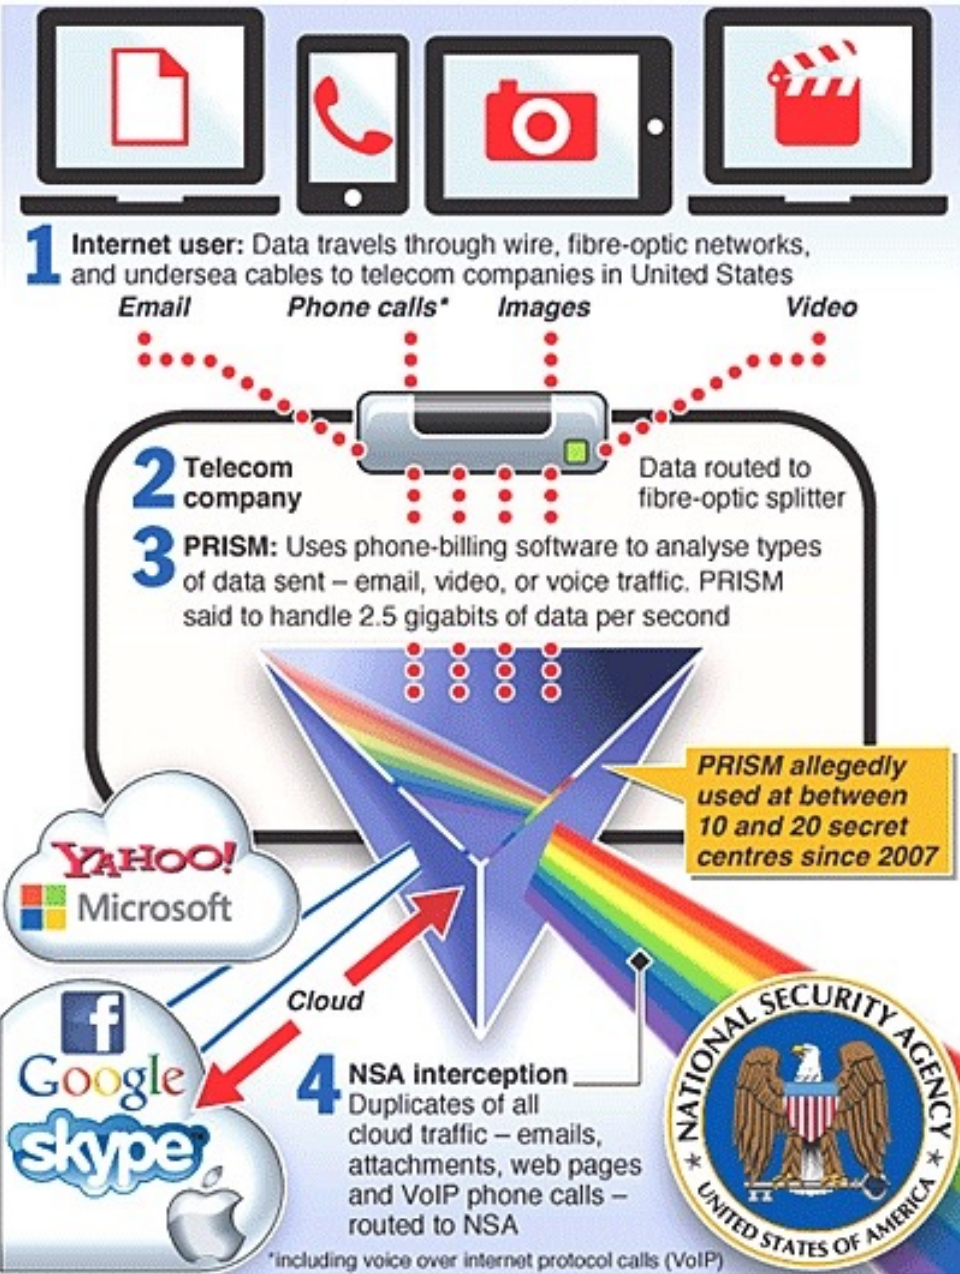 1 Internet user: Data travels through wire, fibre-optic networks,
and undersea cables to telecom companies in United States
Email Phone calls* Images Video
2 Telecom
company
Data routed to
fibre-optic splitter
3 PRISM: Uses phone-billing software to analyse types
of data sent – email, video, or voice traffic. PRISM
said to handle 2.5 gigabits of data per second
PRISM allegedly
used at between
10 and 20 secret
centres since 2007
YAHOO!
Microsoft
Cloud
f
Google
skype
4 NSA interception
Duplicates of all
cloud traffic – emails,
attachments, web pages
and VoIP phone calls –
routed to NSA
NATIONAL SECURITY AGENCY
UNITED STATES OF AMERICA
*including voice over internet protocol calls (VoIP)